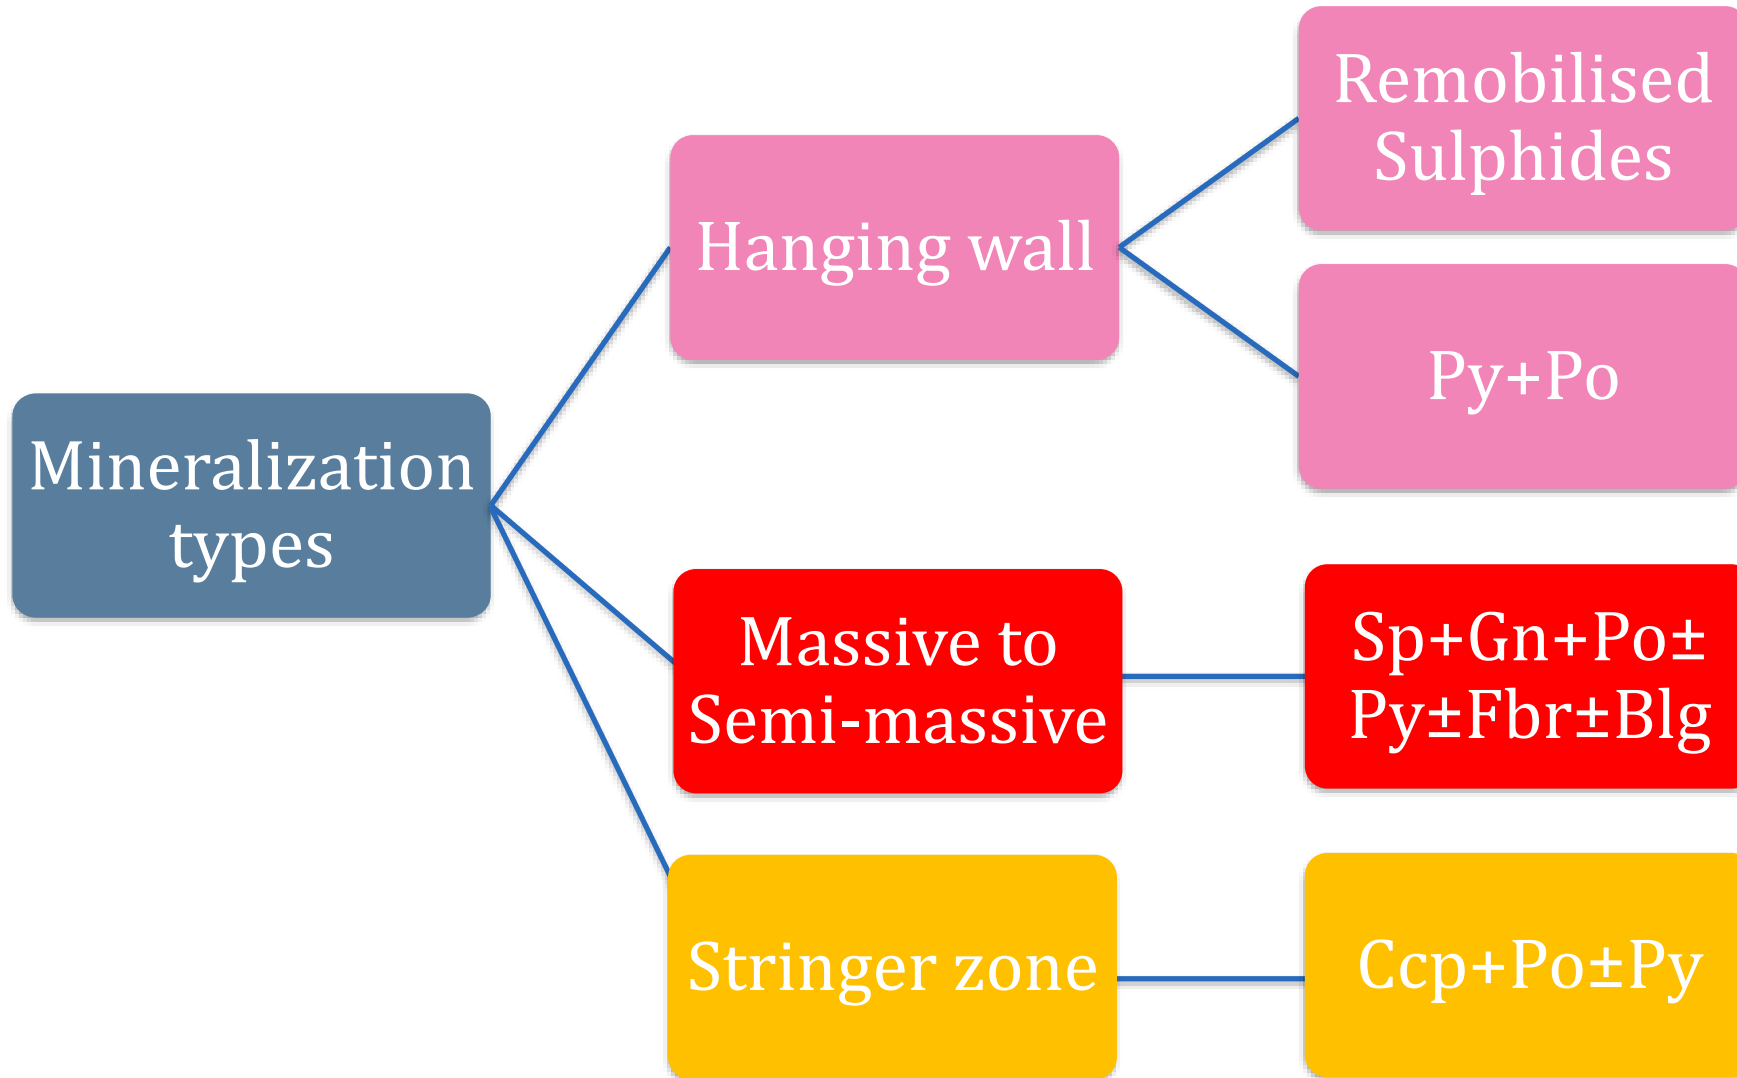 Mineralization
types
Hanging wall
Remobilised
Sulphides
Py+Po
Massive to
Semi-massive
Sp+Gn+Po±
Py±Fbr±Blg
Stringer zone
Ccp+Po±Py